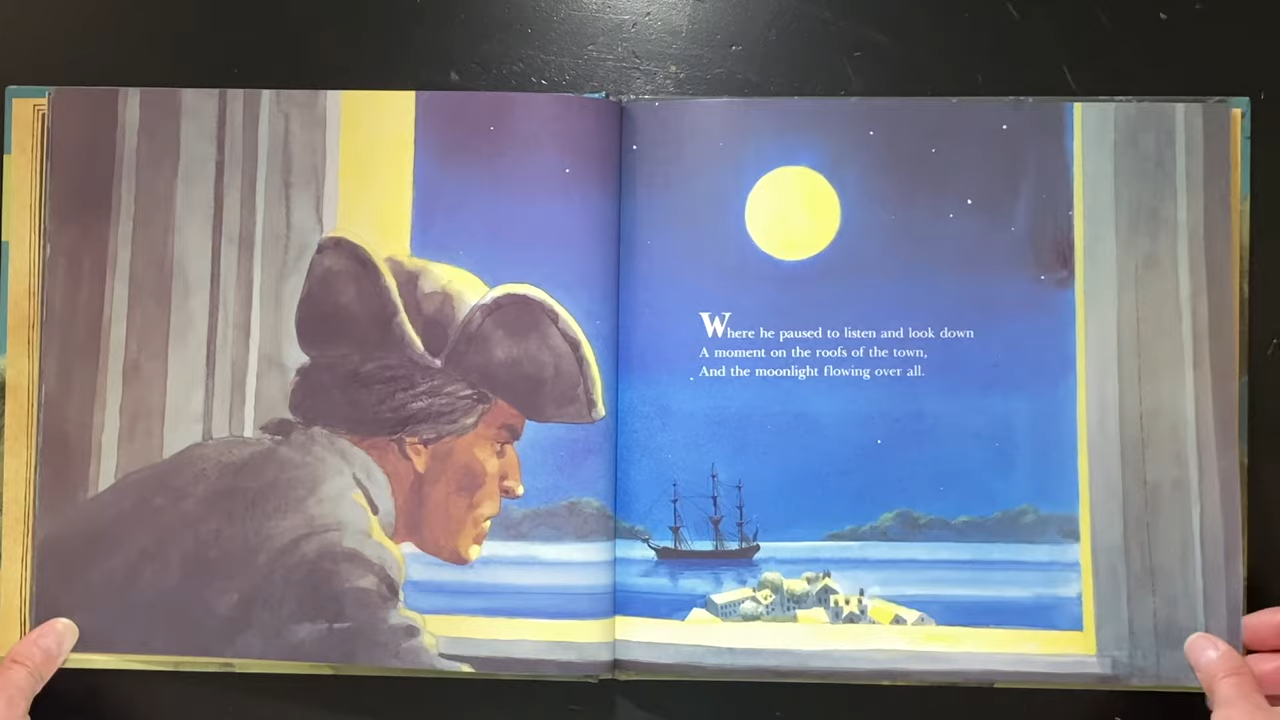 Where he paused to listen and look down
A moment on the roofs of the town,
And the moonlight flowing over all.